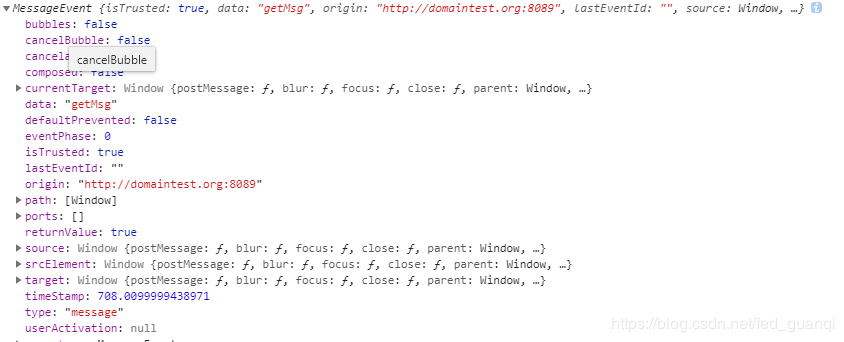 ▼MessageEvent {isTrusted: true, data: "getMsg", origin: "http://domaintest.org:8089", lastEventId: "", source: Window, …} i
bubbles: false
cancelBubble: false
cancela
cancelBubble
composed: false
▶currentTarget: Window {postMessage: ƒ, blur: ƒ, focus: ƒ, close: ƒ, parent: Window, …}
data: "getMsg"
defaultPrevented: false
eventPhase: 0
isTrusted: true
lastEventId: ""
origin: "http://domaintest.org:8089"
▶path: [Window]
▶ports: []
returnValue: true
▶source: Window {postMessage: ƒ, blur: ƒ, focus: ƒ, close: ƒ, parent: Window, …}
▶srcElement: Window {postMessage: ƒ, blur: ƒ, focus: ƒ, close: ƒ, parent: Window, …}
▶target: Window {postMessage: ƒ, blur: ƒ, focus: ƒ, close: ƒ, parent: Window, …}
timeStamp: 708.0099999438971
type: "message"
userActivation: null
https://blog.csdn.net/fed_guanqi